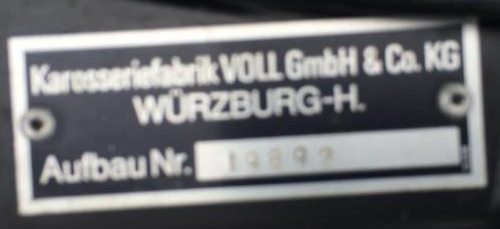 Karosseriefabrik VOLL GmbH & Co. KG
WÜRZBURG-H.
Aufbau Nr. 19892